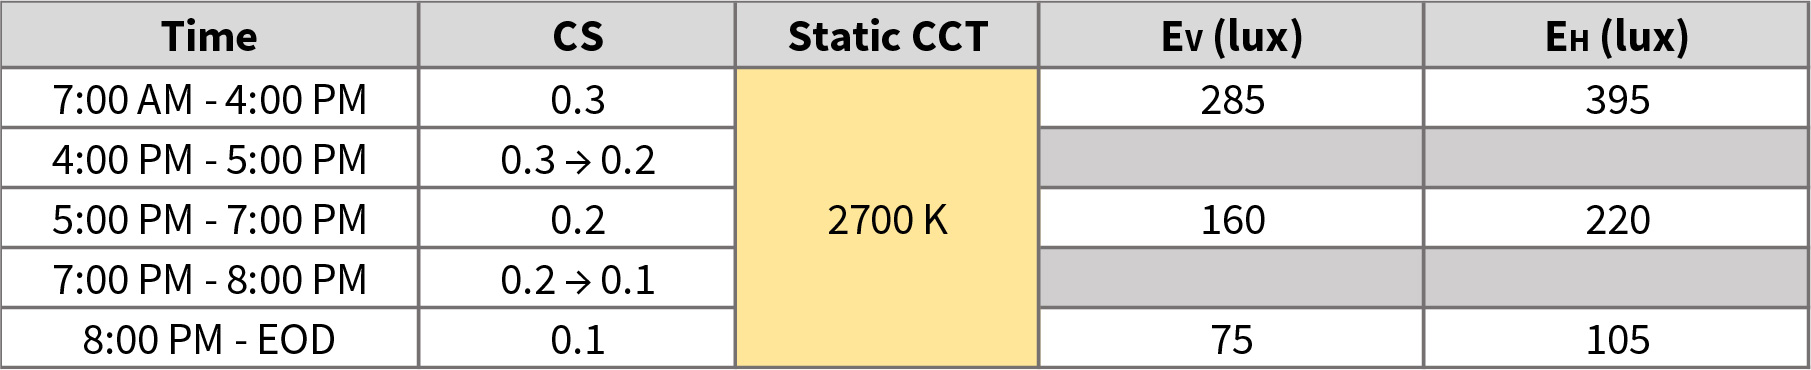 Time CS Static CCT Ev (lux) EH (lux)
7:00 AM - 4:00 PM 0.3 285 395
4:00 PM - 5:00 PM 0.3 → 0.2
5:00 PM - 7:00 PM 0.2 2700 K 160 220
7:00 PM - 8:00 PM 0.2 → 0.1
8:00 PM - EOD 0.1 75 105